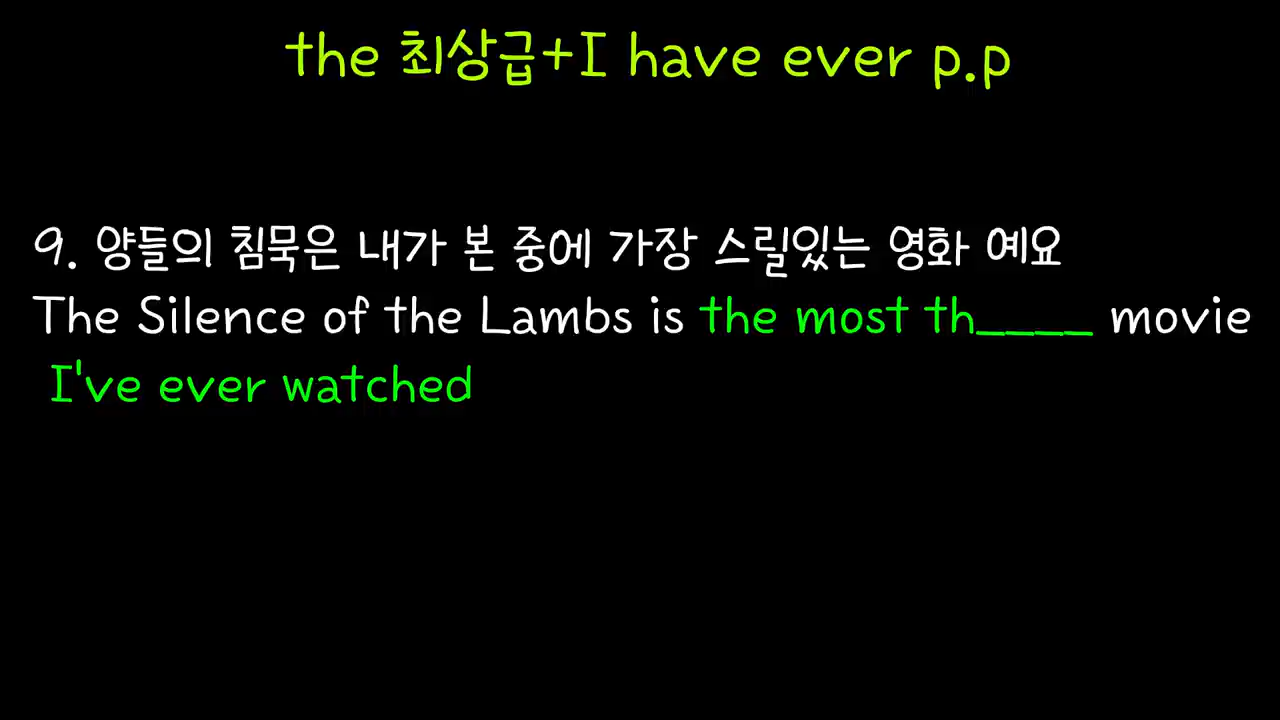 the 최상급+I have ever p.p
9. 양들의 침묵은 내가 본 중에 가장 스릴있는 영화 예요
The Silence of the Lambs is the most th____ movie
I've ever watched